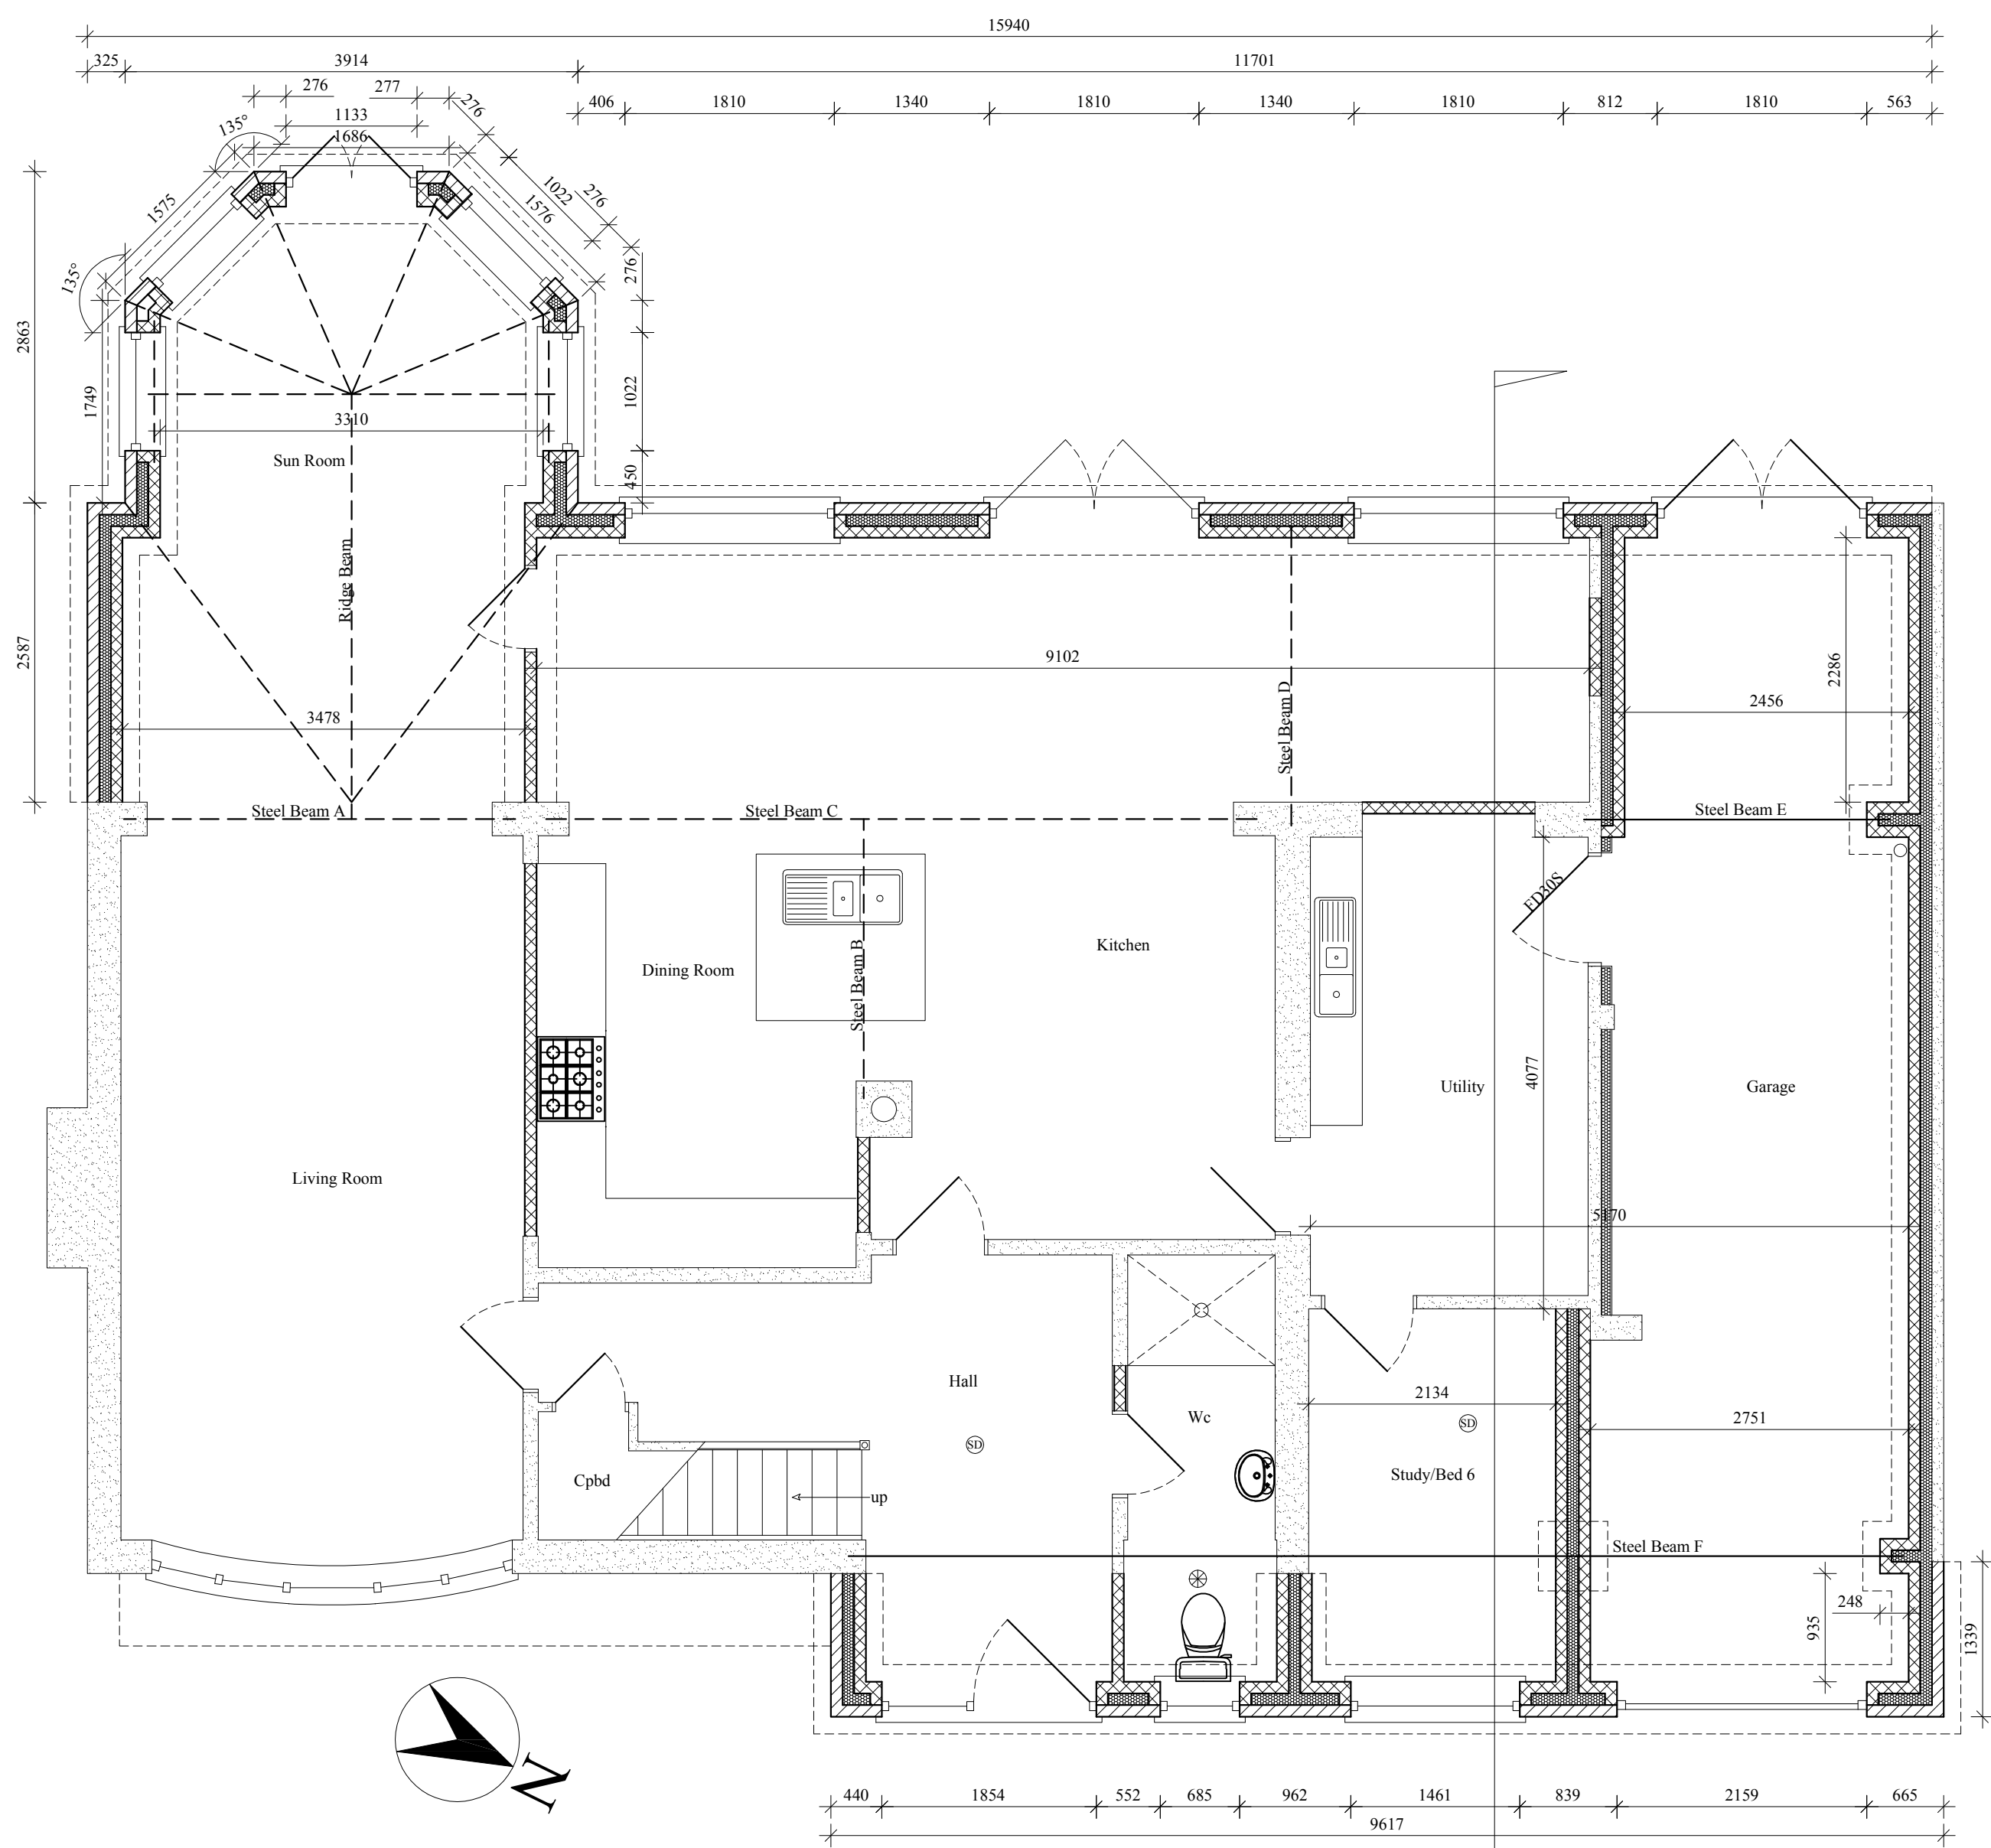 15940
325 3914 11701
276 277 276
406 1810 1340 1810 1340 1810 812 1810 563
1133
135° 1686
1022 276
1575 1576
135° 276
2863
1749 1022
3310
Sun Room
450
Ridge Beam
2587
9102
2286
2456
3478
Steel Beam D
Steel Beam A Steel Beam C Steel Beam E
FD30S
Kitchen
Dining Room
Steel Beam B
4077
Utility Garage
Living Room
5170
Hall
2134
Wc
2751
SD
SD
Cpbd
Study/Bed 6
up
Steel Beam F
248
935
1339
N
440 1854 552 685 962 1461 839 2159 665
9617